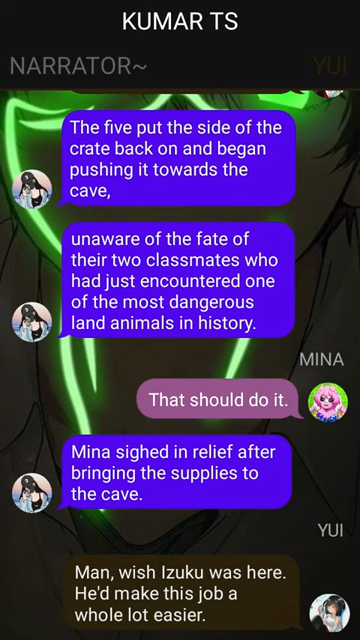 KUMAR TS
NARRATOR~
YUI
The five put the side of the
crate back on and began
pushing it towards the
cave,
unaware of the fate of
their two classmates who
had just encountered one
of the most dangerous
land animals in history.
MINA
That should do it.
Mina sighed in relief after
bringing the supplies to
the cave.
YUI
Man, wish Izuku was here.
He'd make this job a
whole lot easier.